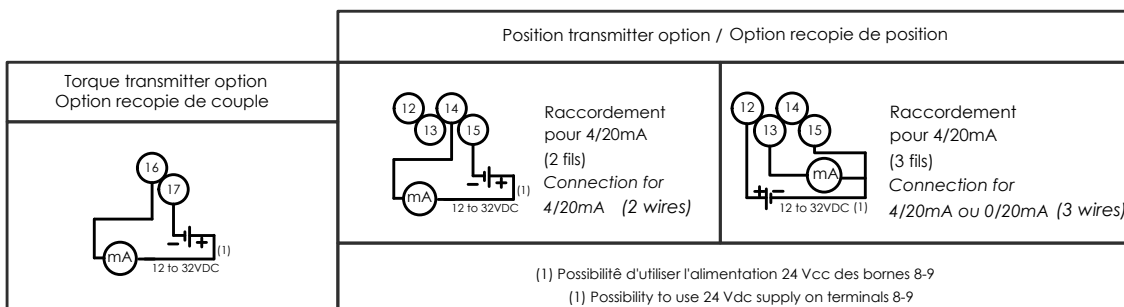 Position transmitter option / Option recopie de position
Torque transmitter option
Option recopie de couple
16
17
mA
- +
(1)
12 to 32VDC
12
13
14
15
mA
- +
(1)
12 to 32VDC
Raccordement
pour 4/20mA
(2 fils)
Connection for
4/20mA (2 wires)
12
13
14
15
mA
+ -
12 to 32VDC (1)
Raccordement
pour 4/20mA
(3 fils)
Connection for
4/20mA ou 0/20mA (3 wires)
(1) Possibilitê d'utiliser l'alimentation 24 Vcc des bornes 8-9
(1) Possibility to use 24 Vdc supply on terminals 8-9